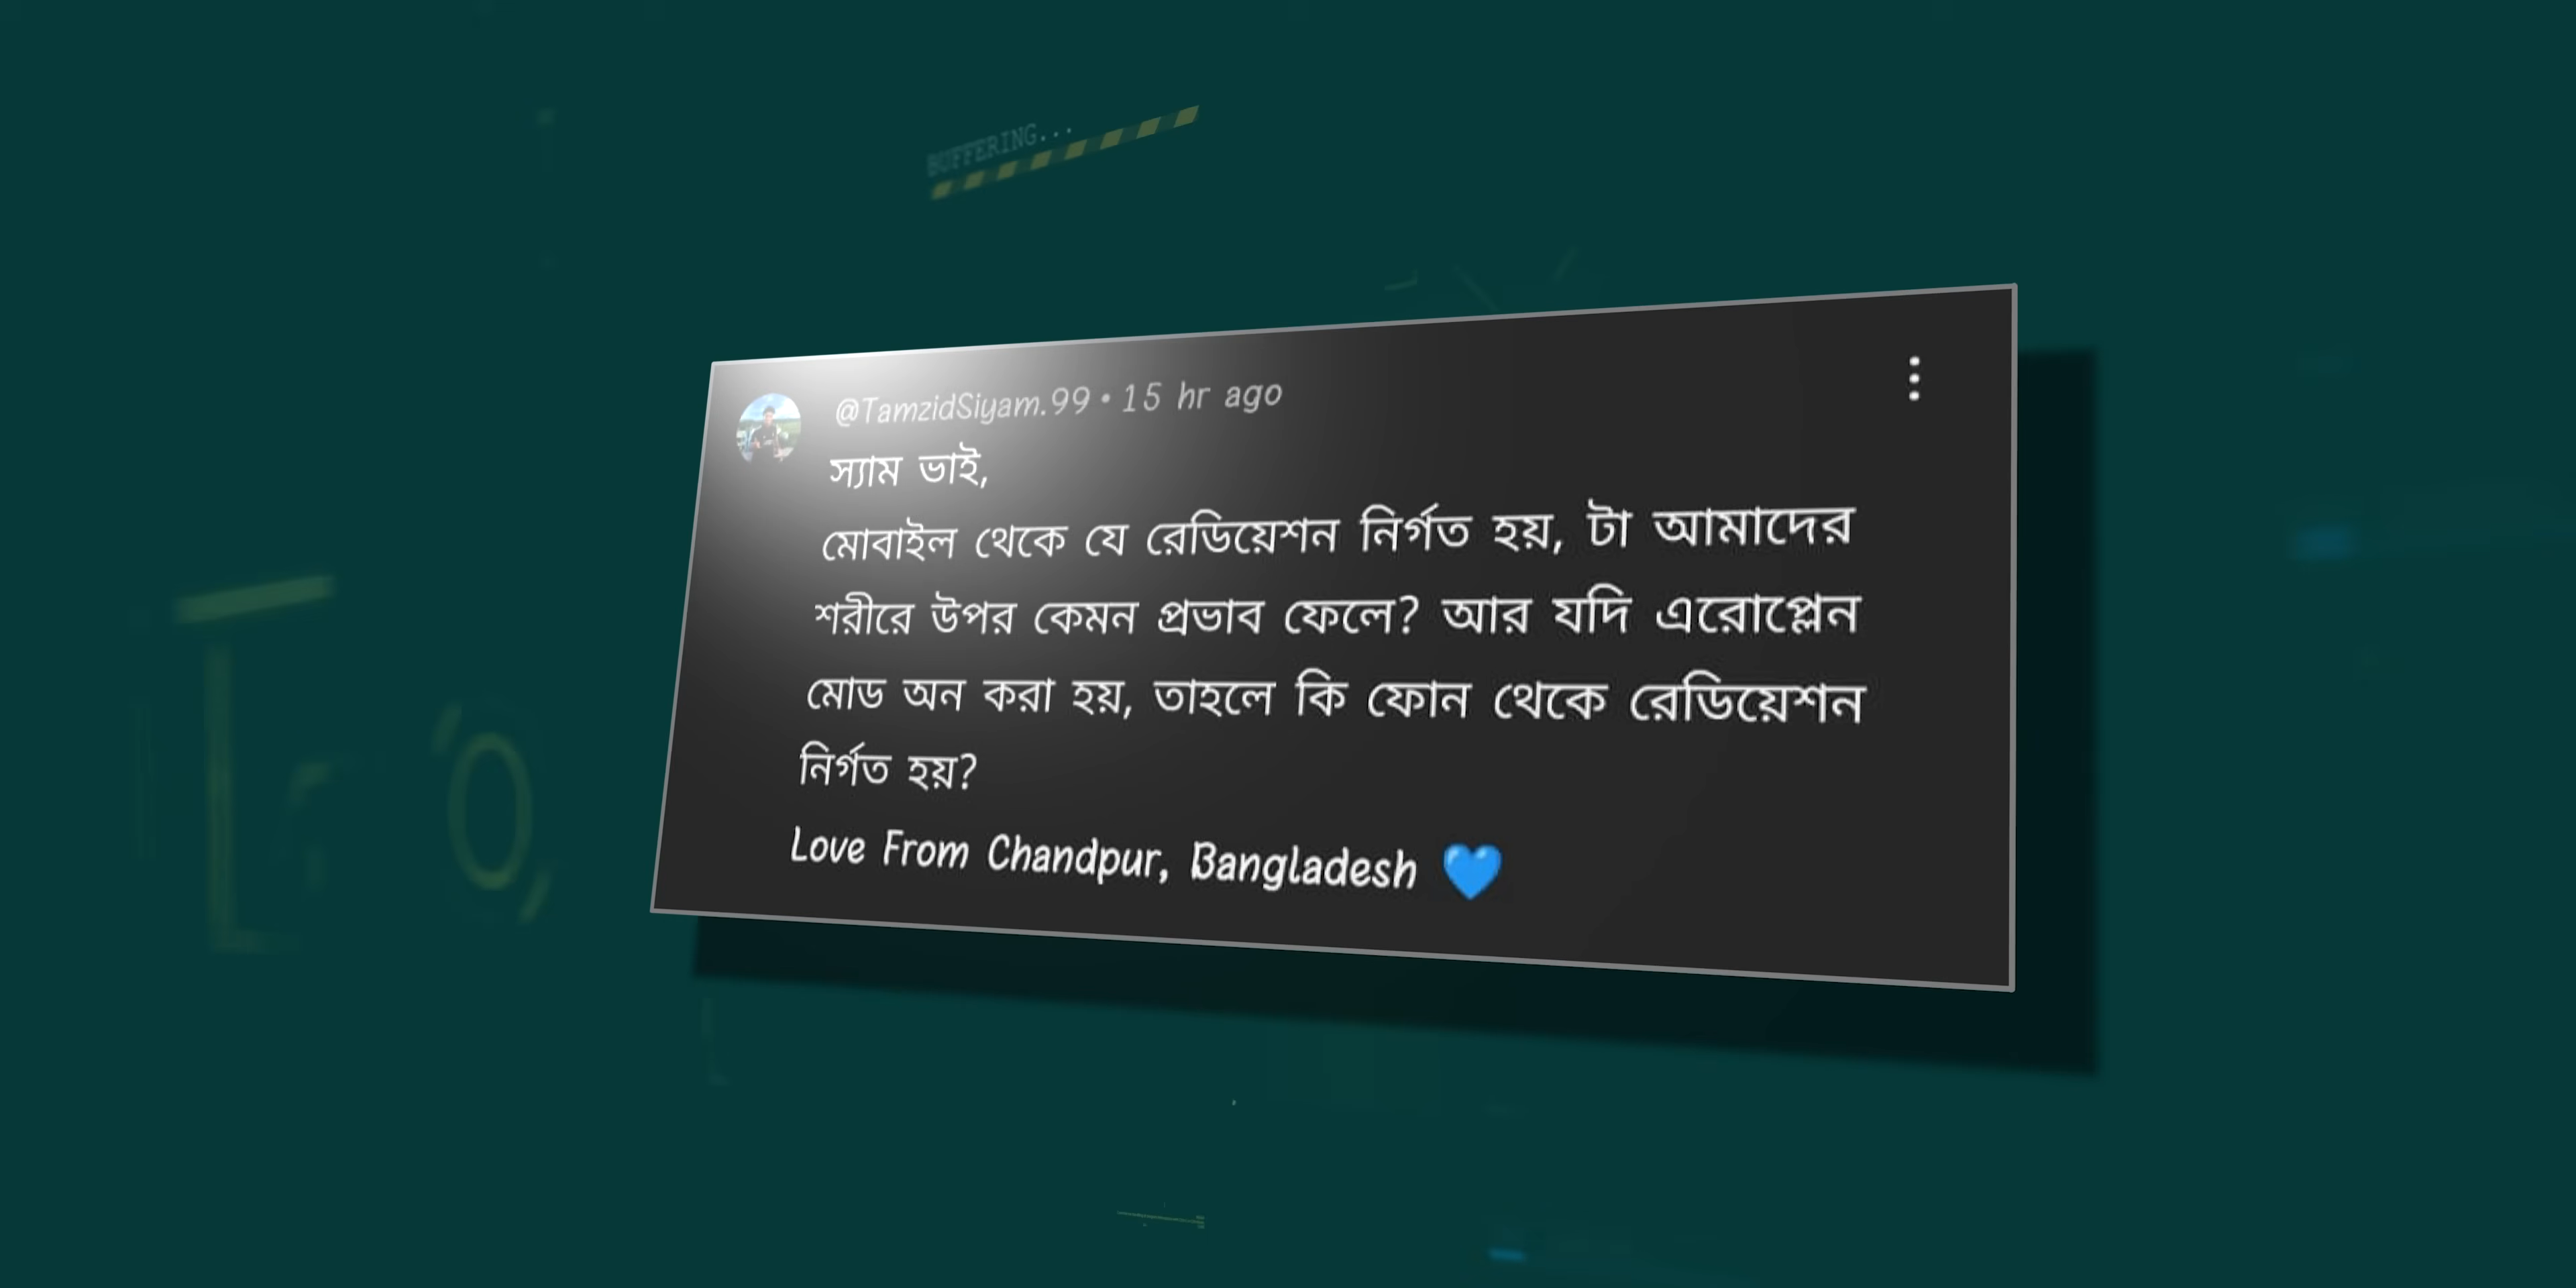 BUFFERING...
@TamzidSiyam.99 • 15 hr ago
স্যাম ভাই,
মোবাইল থেকে যে রেডিয়েশন নির্গত হয়, টা আমাদের
শরীরে উপর কেমন প্রভাব ফেলে? আর যদি এরোপ্লেন
মোড অন করা হয়, তাহলে কি ফোন থেকে রেডিয়েশন
নির্গত হয়?
Love From Chandpur, Bangladesh 💙